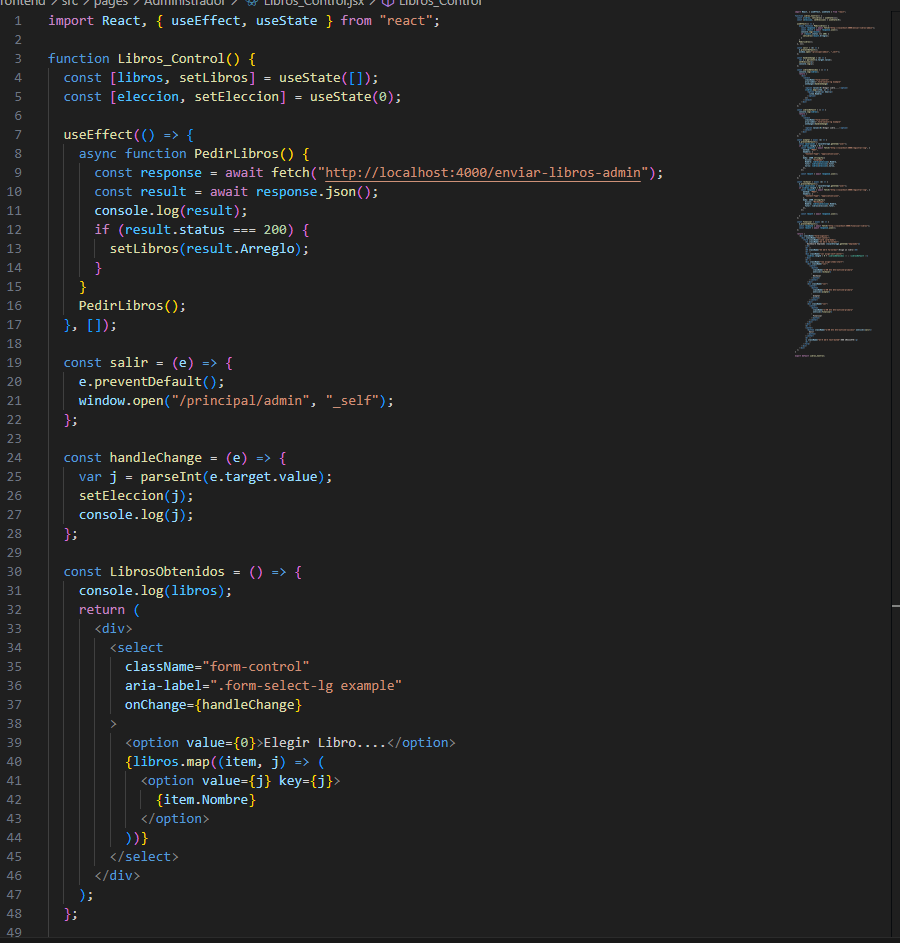 frontend > src > pages > Administrador > Libros_Control.jsx > Libros_Control
1 import React, { useEffect, useState } from "react";
2
3 function Libros_Control() {
4 const [libros, setLibros] = useState([]);
5 const [eleccion, setEleccion] = useState(0);
6
7 useEffect(() => {
8 async function PedirLibros() {
9 const response = await fetch("http://localhost:4000/enviar-libros-admin");
10 const result = await response.json();
11 console.log(result);
12 if (result.status === 200) {
13 setLibros(result.Arreglo);
14 }
15 }
16 PedirLibros();
17 }, []);
18
19 const salir = (e) => {
20 e.preventDefault();
21 window.open("/principal/admin", "_self");
22 };
23
24 const handleChange = (e) => {
25 var j = parseInt(e.target.value);
26 setEleccion(j);
27 console.log(j);
28 };
29
30 const LibrosObtenidos = () => {
31 console.log(libros);
32 return (
33 <div>
34 <select
35 className="form-control"
36 aria-label=".form-select-lg example"
37 onChange={handleChange}
38 >
39 <option value={0}>Elegir Libro....</option>
40 {libros.map((item, j) => (
41 <option value={j} key={j}>
42 {item.Nombre}
43 </option>
44 ))}
45 </select>
46 </div>
47 );
48 };
49